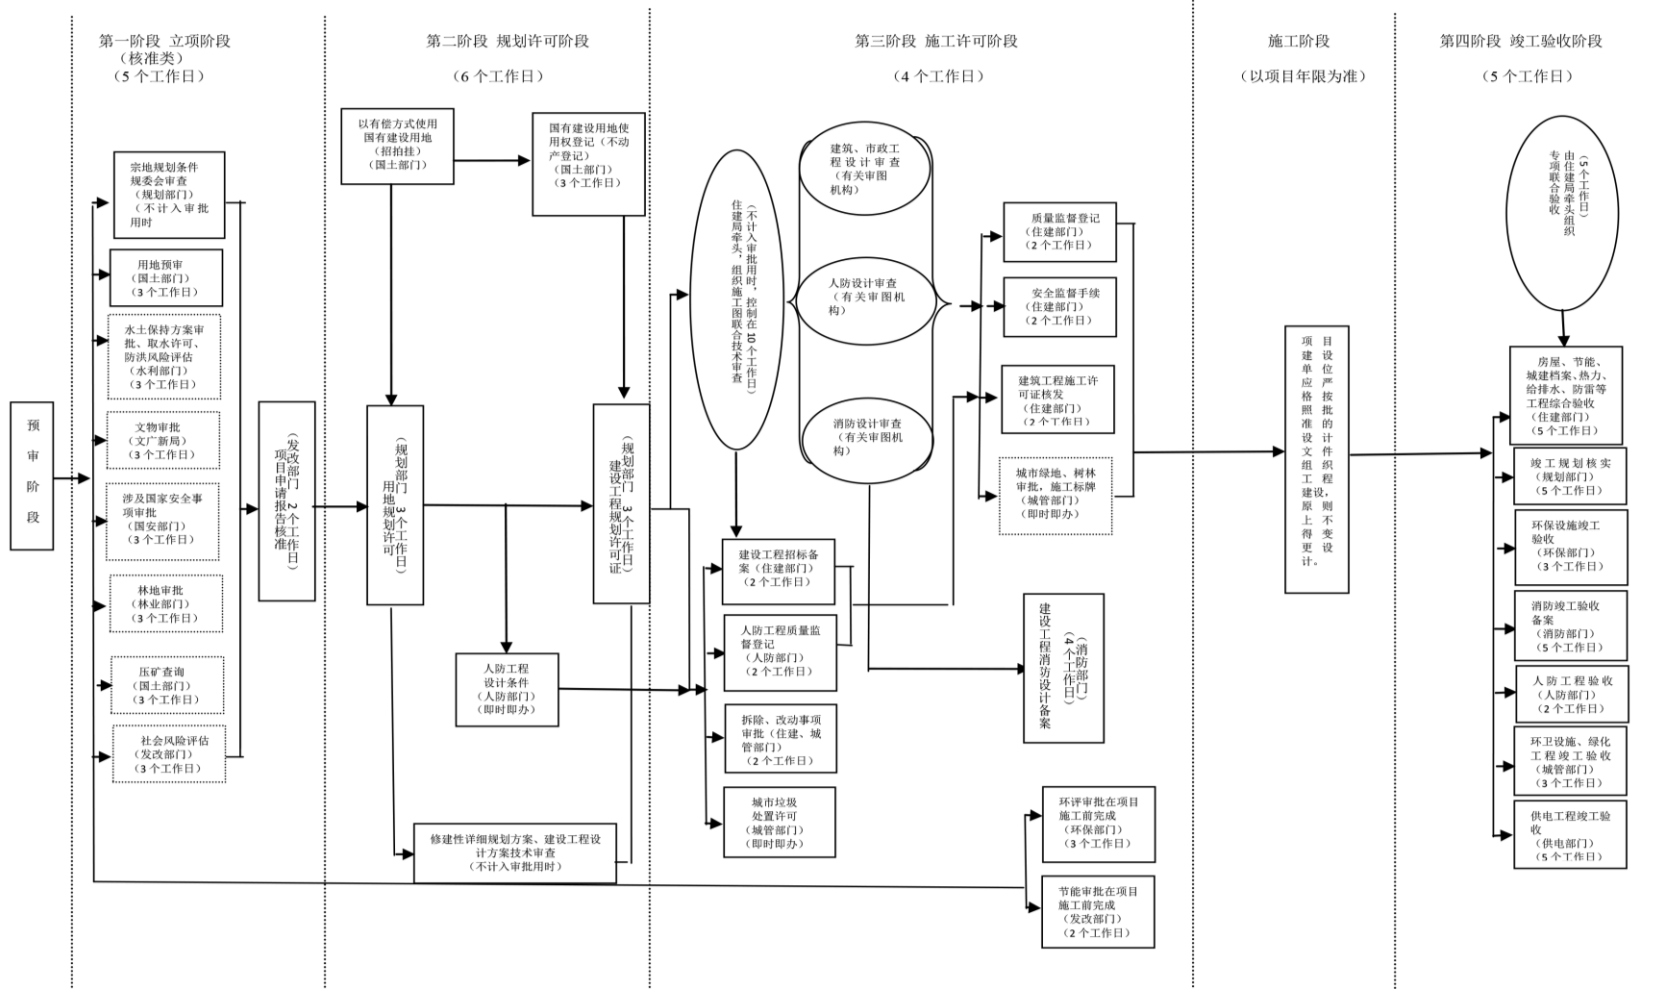 第一阶段 立项阶段
（核准类）
（5 个工作日）
第二阶段 规划许可阶段
（6 个工作日）
第三阶段 施工许可阶段
（4 个工作日）
施工阶段
（以项目年限为准）
第四阶段 竣工验收阶段
（5 个工作日）
预审阶段
宗地规划条件
规委会审查
（规划部门）
（不计入审批
用时
用地预审
（国土部门）
（3 个工作日）
水土保持方案审
批、取水许可、
防洪风险评估
（水利部门）
（3 个工作日）
文物审批
（文广新局）
（3 个工作日）
涉及国家安全事
项审批
（国安部门）
（3 个工作日）
林地审批
（林业部门）
（3 个工作日）
压矿查询
（国土部门）
（3 个工作日）
社会风险评估
（发改部门）
（3 个工作日）
项目申请报告核准
（发改部门 2 个工作日）
以有偿方式使用
国有建设用地
（招拍挂）
（国土部门）
国有建设用地使
用权登记（不动
产登记）
（国土部门）
（3 个工作日）
用地规划许可
（规划部门 3 个工作日）
建设工程规划许可证
（规划部门 3 个工作日）
人防工程
设计条件
（人防部门）
（即时即办）
修建性详细规划方案、建设工程设
计方案技术审查
（不计入审批用时）
住建局牵头，组织施工图联合技术审查
（不计入审批用时，控制在 10 个工作日）
建筑、市政工
程设计审查
（有关审图
机构）
人防设计审查
（有关审图机
构）
消防设计审查
（有关审图机
构）
建设工程招标备
案（住建部门）
（2 个工作日）
人防工程质量监
督登记
（人防部门）
（2 个工作日）
拆除、改动事项
审批（住建、城
管部门）
（2 个工作日）
城市垃圾
处置许可
（城管部门）
（即时即办）
质量监督登记
（住建部门）
（2 个工作日）
安全监督手续
（住建部门）
（2 个工作日）
建筑工程施工许
可证核发
（住建部门）
（2 个工作日）
城市绿地、树林
审批，施工标牌
（城管部门）
（即时即办）
建设工程消防设计备案
（4 个工作日）
（消防部门）
环评审批在项目
施工前完成
（环保部门）
（3 个工作日）
节能审批在项目
施工前完成
（发改部门）
（2 个工作日）
项目
建设
单位
应严
格按
照批
准的
设计
文件
组织
工程
建设，
原则
上不
得变
更设
计。
专项联合验收
由住建局牵头组织
（5 个工作日）
房屋、节能、
城建档案、热力、
给排水、防雷等
工程综合验收
（住建部门）
（5 个工作日）
竣工规划核实
（规划部门）
（5 个工作日）
环保设施竣工
验收
（环保部门）
（3 个工作日）
消防竣工验收
备案
（消防部门）
（5 个工作日）
人防工程验收
（人防部门）
（2 个工作日）
环卫设施、绿化
工程竣工验收
（城管部门）
（3 个工作日）
供电工程竣工验
收
（供电部门）
（5 个工作日）